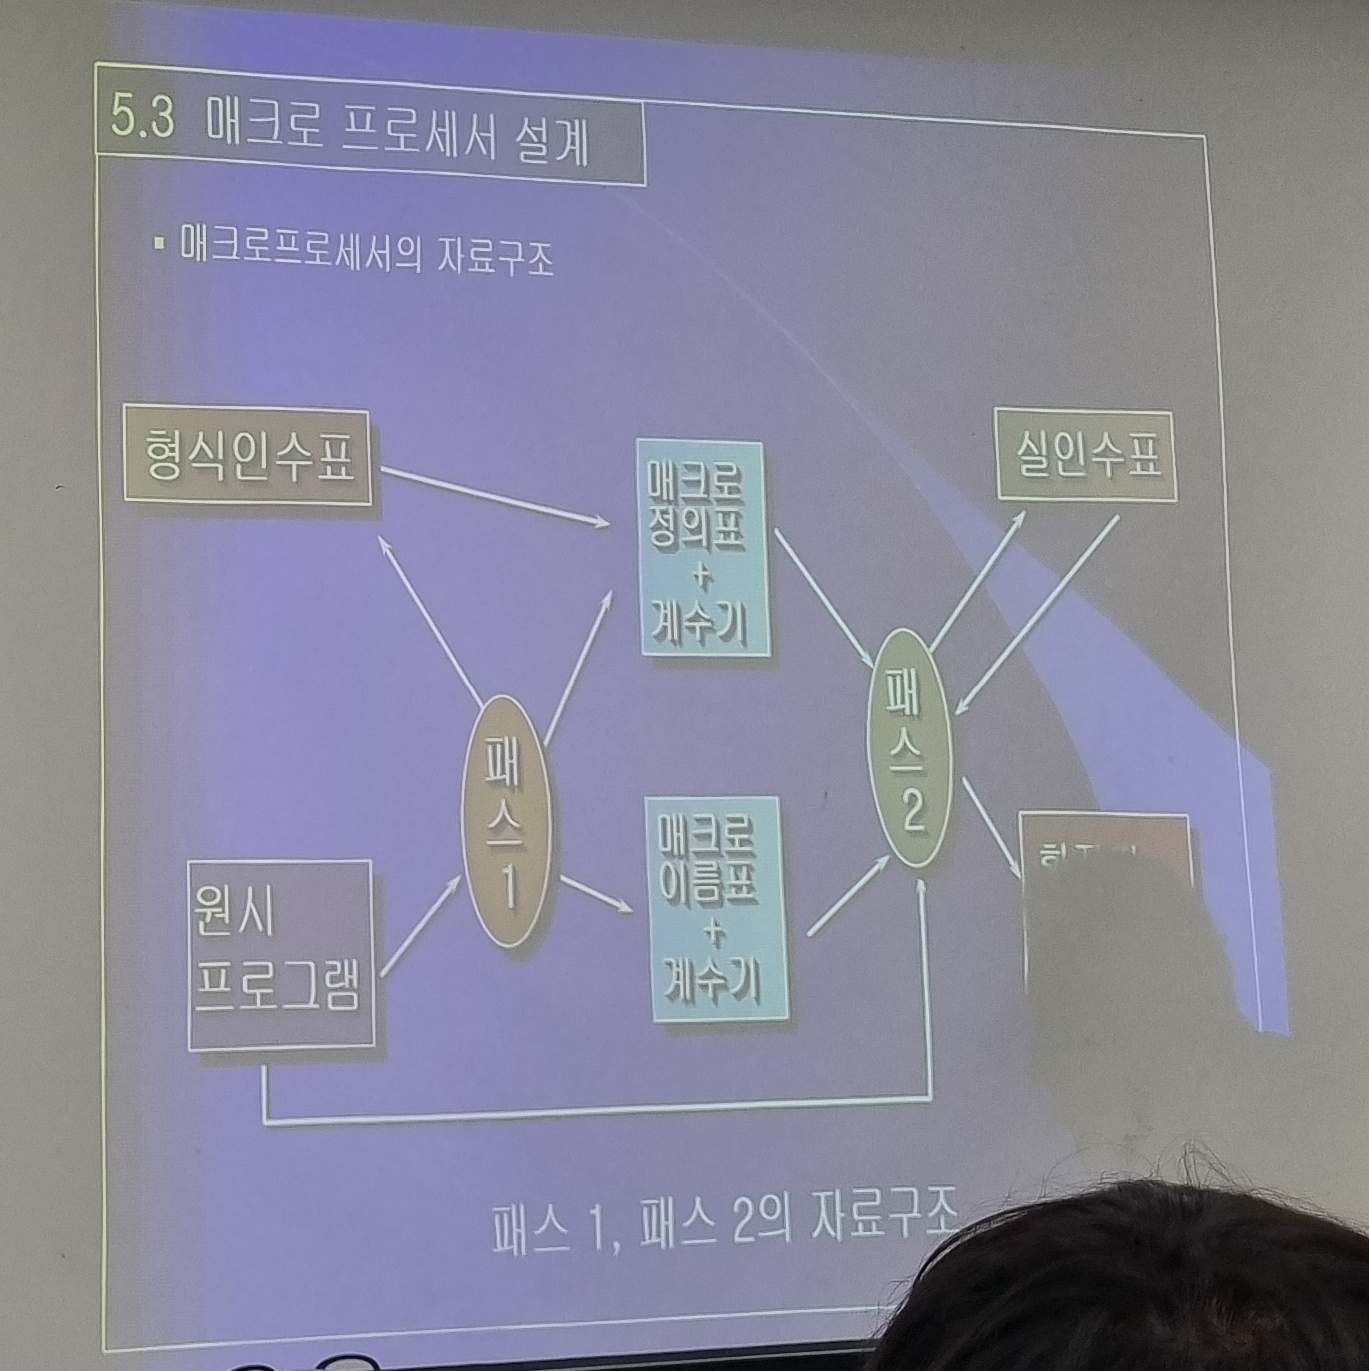 5.3 매크로 프로세서 설계
▪ 매크로프로세서의 자료구조
형식인수표
매크로
정의표
+
계수기
실인수표
패
스
1
패
스
2
원시
프로그램
매크로
이름표
+
계수기
패스 1, 패스 2의 자료구조